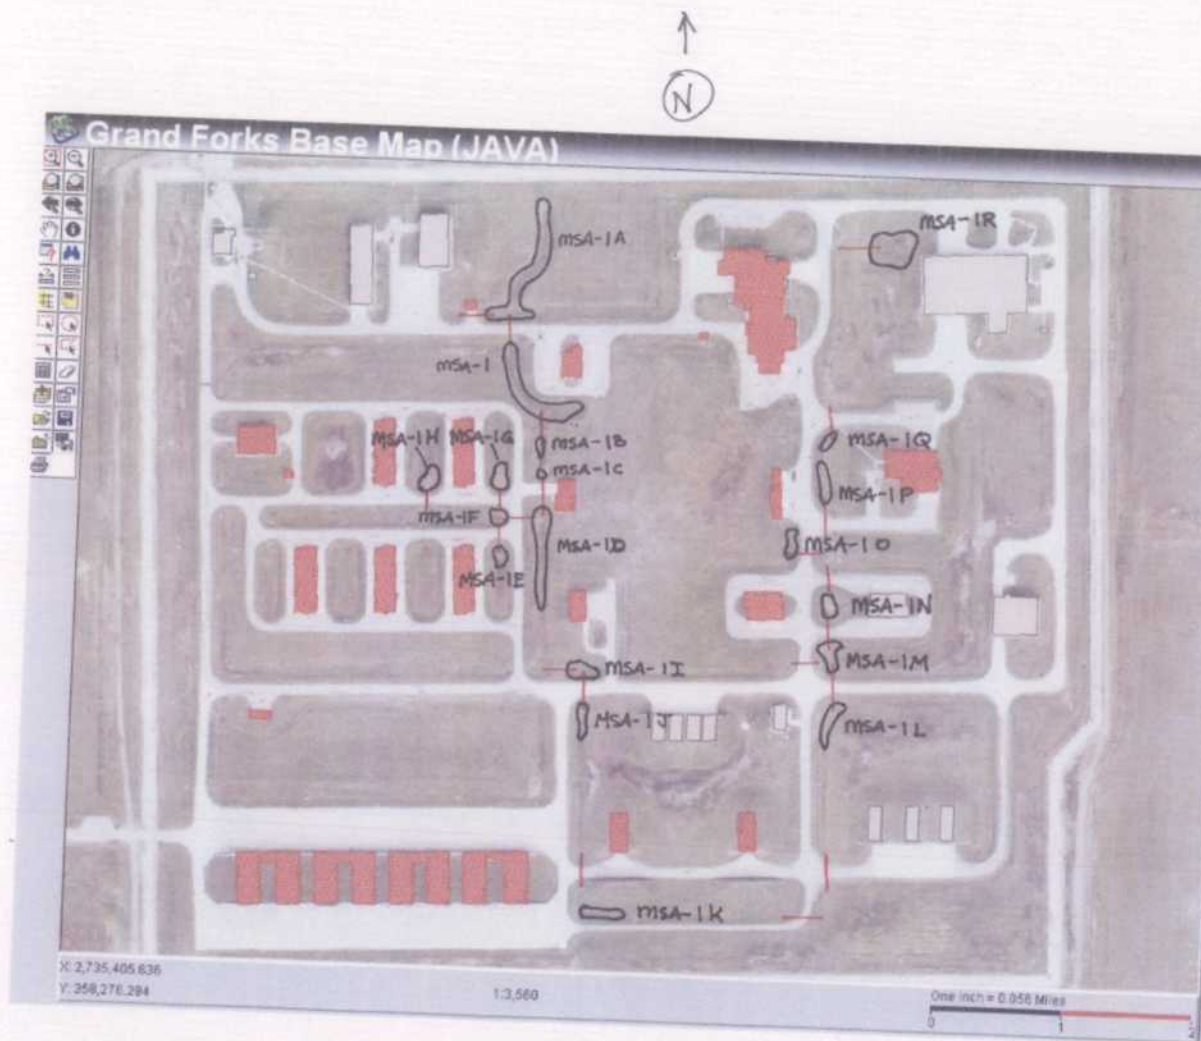 N
Grand Forks Base Map (JAVA)
MSA-1A
MSA-1R
MSA-1
MSA-1H
MSA-1G
MSA-1B
MSA-1Q
MSA-1C
MSA-1P
MSA-1F
MSA-1D
MSA-1O
MSA-1E
MSA-1N
MSA-1I
MSA-1M
MSA-1J
MSA-1L
MSA-1K
X: 2,735,405.636
Y: 358,276.294
1:3,560
One Inch = 0.056 Miles
0 1 2